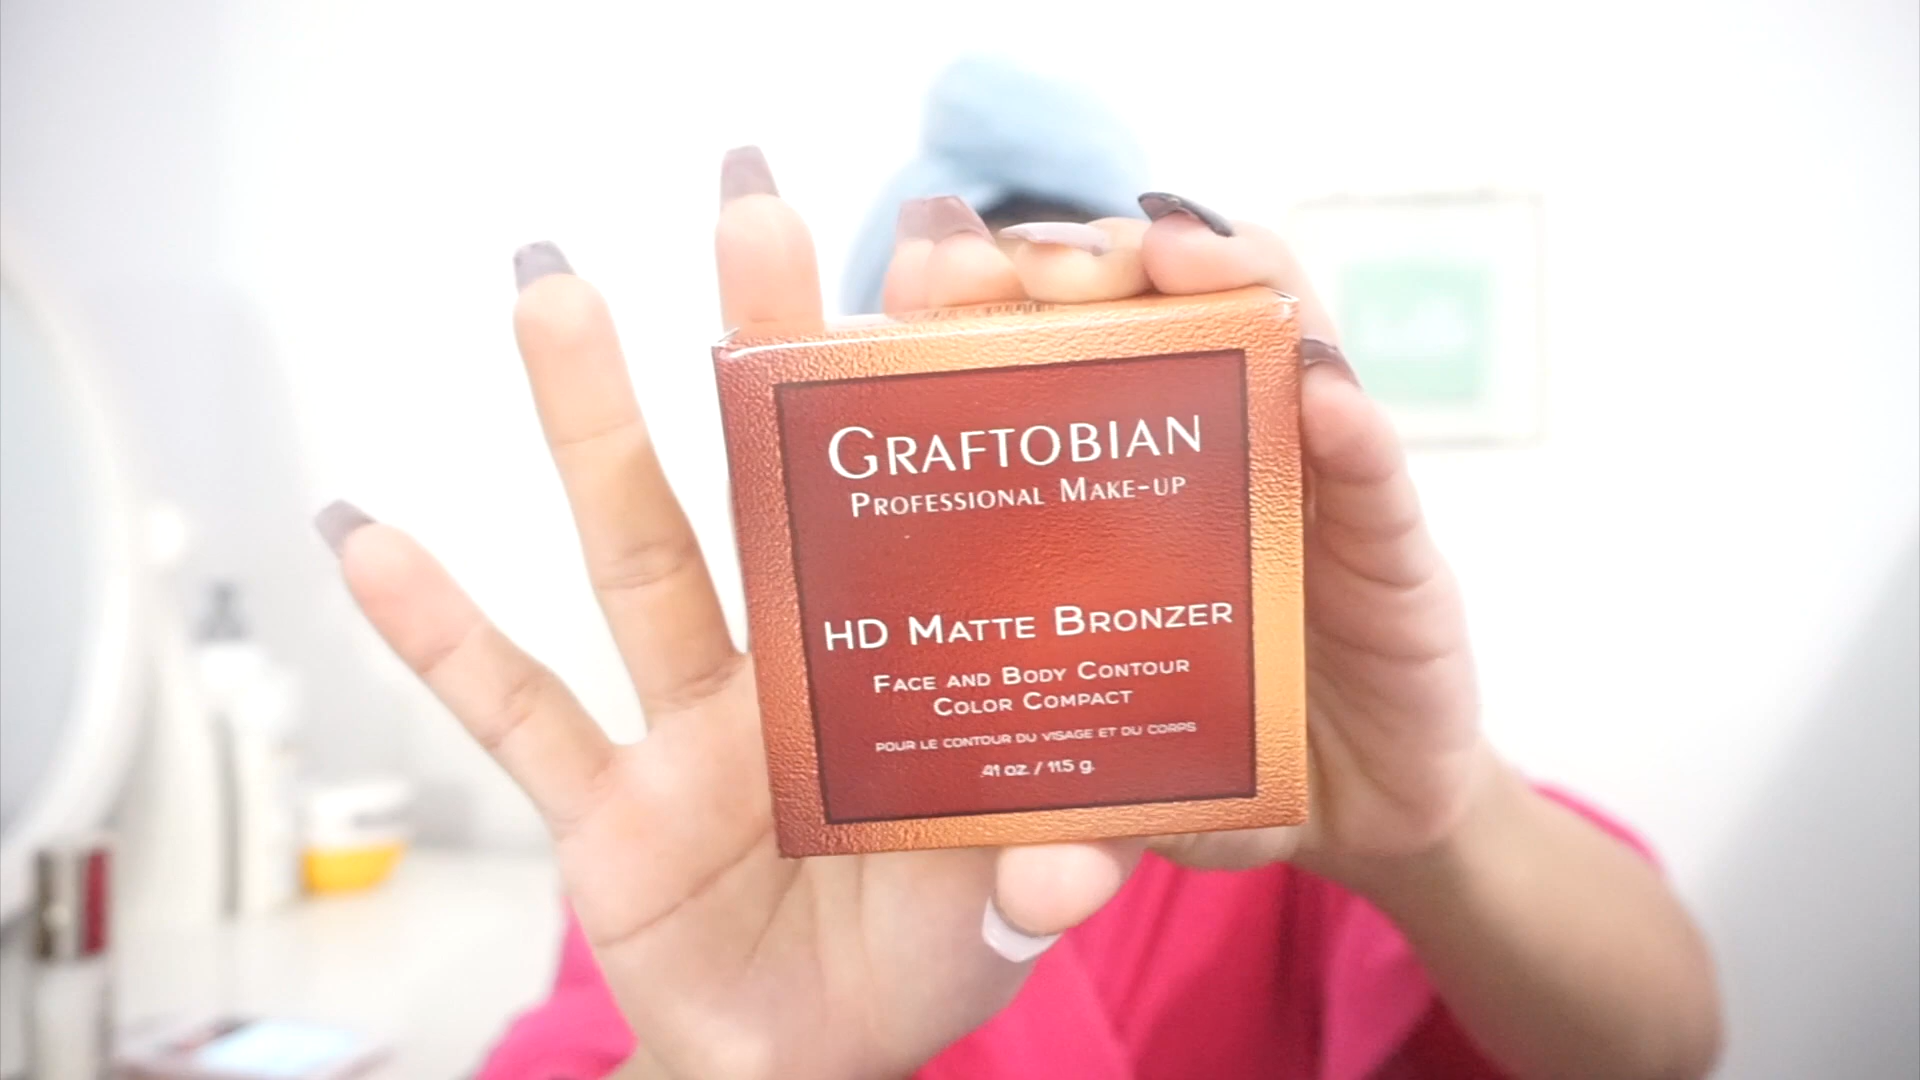 GRAFTOBIAN
PROFESSIONAL MAKE-UP
HD MATTE BRONZER
FACE AND BODY CONTOUR
COLOR COMPACT
POUR LE CONTOUR DU VISAGE ET DU CORPS
.41 oz. / 11.5 g.